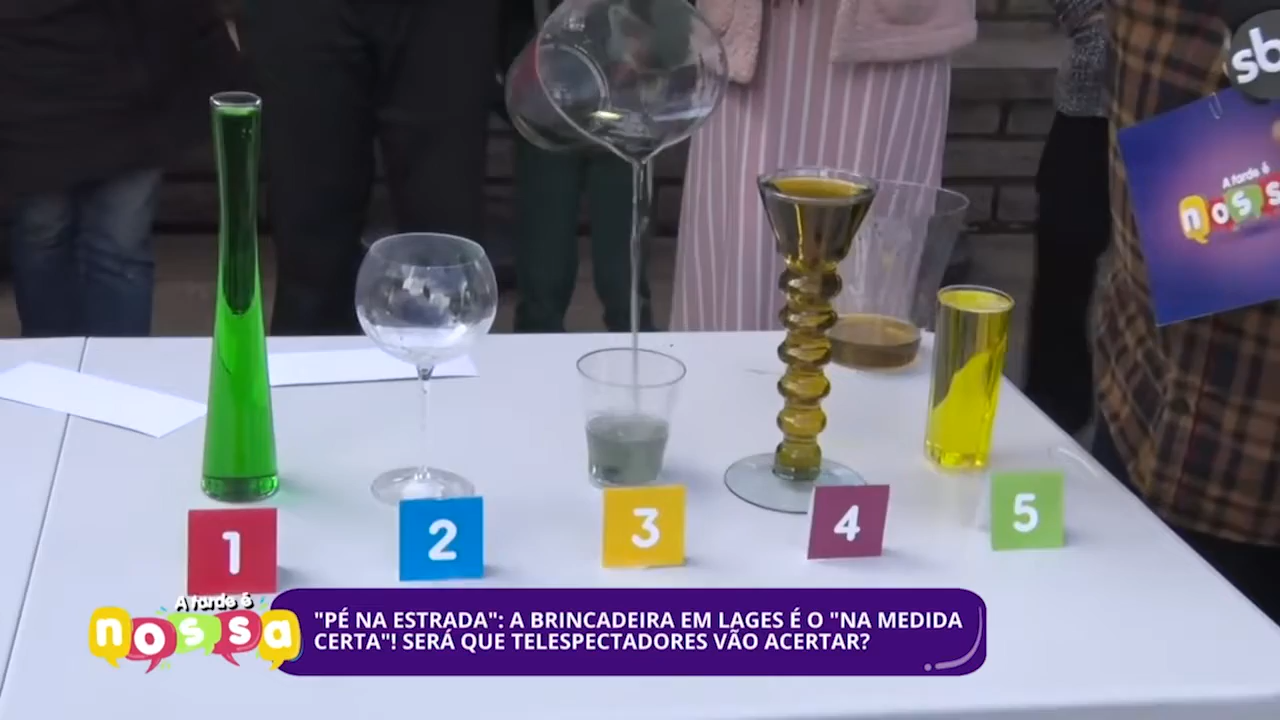 sb
A tarde é
nossa
1
2
3
4
5
A tarde é
nossa
"PÉ NA ESTRADA": A BRINCADEIRA EM LAGES É O "NA MEDIDA
CERTA"! SERÁ QUE TELESPECTADORES VÃO ACERTAR?